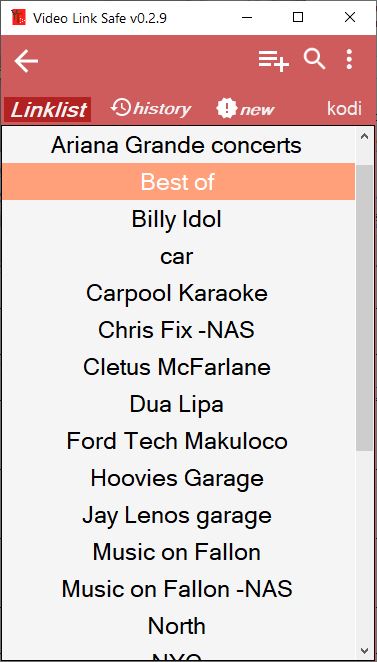 Video Link Safe v0.2.9
Linklist history new kodi
Ariana Grande concerts
Best of
Billy Idol
car
Carpool Karaoke
Chris Fix -NAS
Cletus McFarlane
Dua Lipa
Ford Tech Makuloco
Hoovies Garage
Jay Lenos garage
Music on Fallon
Music on Fallon -NAS
North
NYC